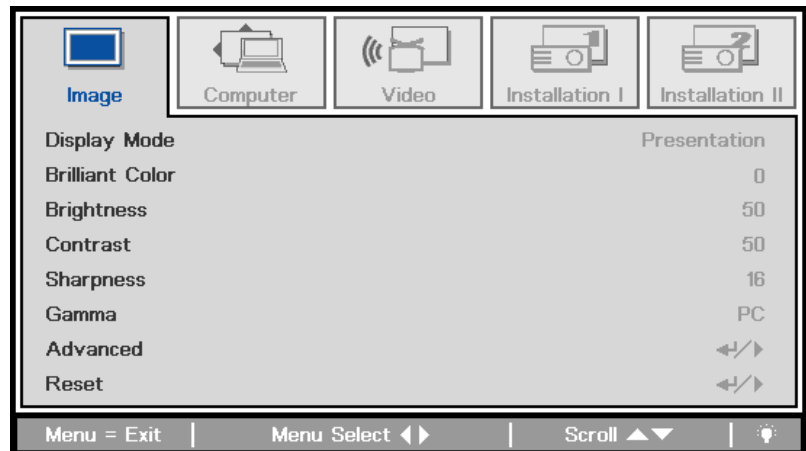 Image Computer Video Installation I Installation II
Display Mode Presentation
Brilliant Color 0
Brightness 50
Contrast 50
Sharpness 16
Gamma PC
Advanced
Reset
Menu = Exit Menu Select Scroll